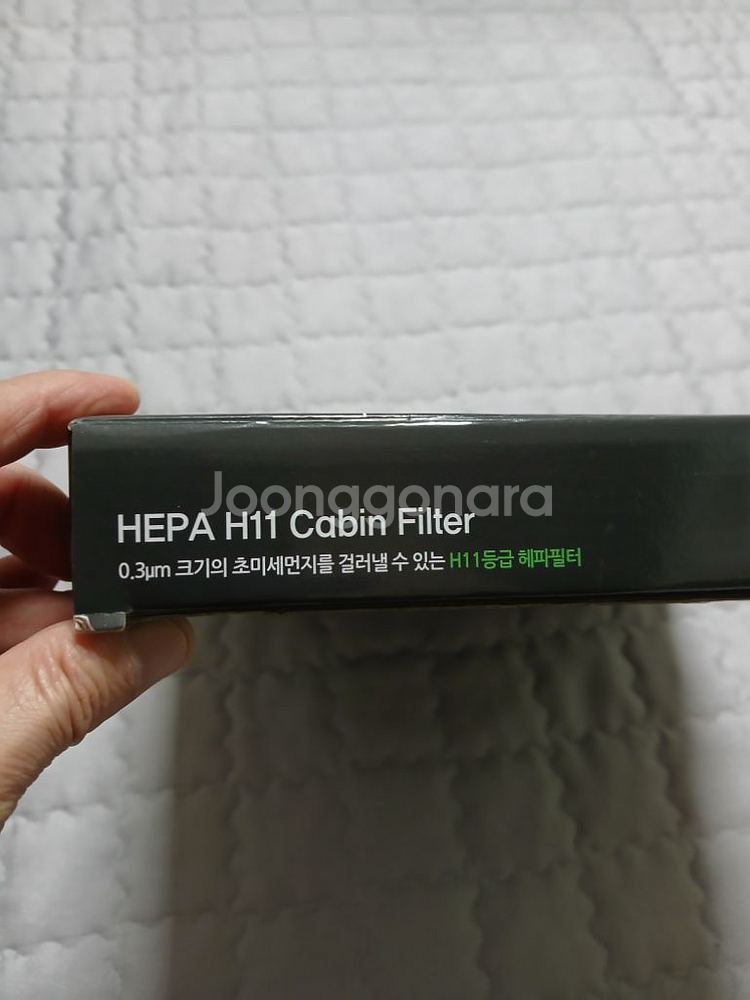 Joonggonara
HEPA H11 Cabin Filter
0.3µm 크기의 초미세먼지를 걸러낼 수 있는 H11등급 헤파필터